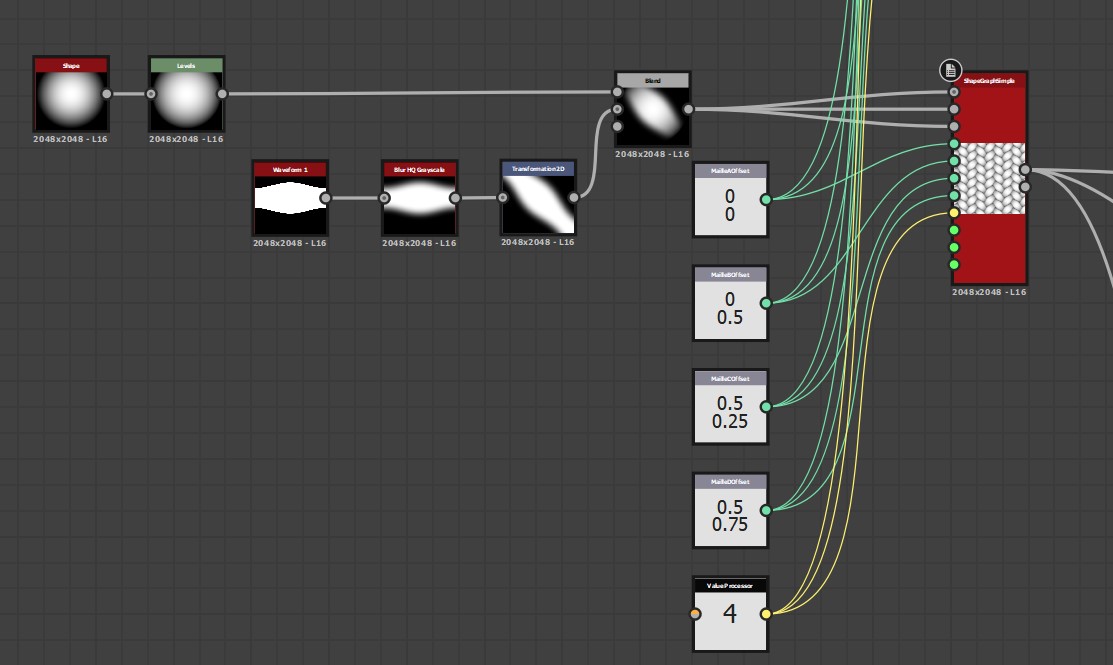 Shape
Levels
2048x2048 - L16
2048x2048 - L16
Waveform 1
Blur HQ Grayscale
Transformation 2D
2048x2048 - L16
2048x2048 - L16
2048x2048 - L16
Blend
2048x2048 - L16
MailleAOffset
0
0
MailleBOffset
0
0.5
MailleCOffset
0.5
0.25
MailleDOffset
0.5
0.75
Value Processor
4
ShapeGraphSimple
2048x2048 - L16